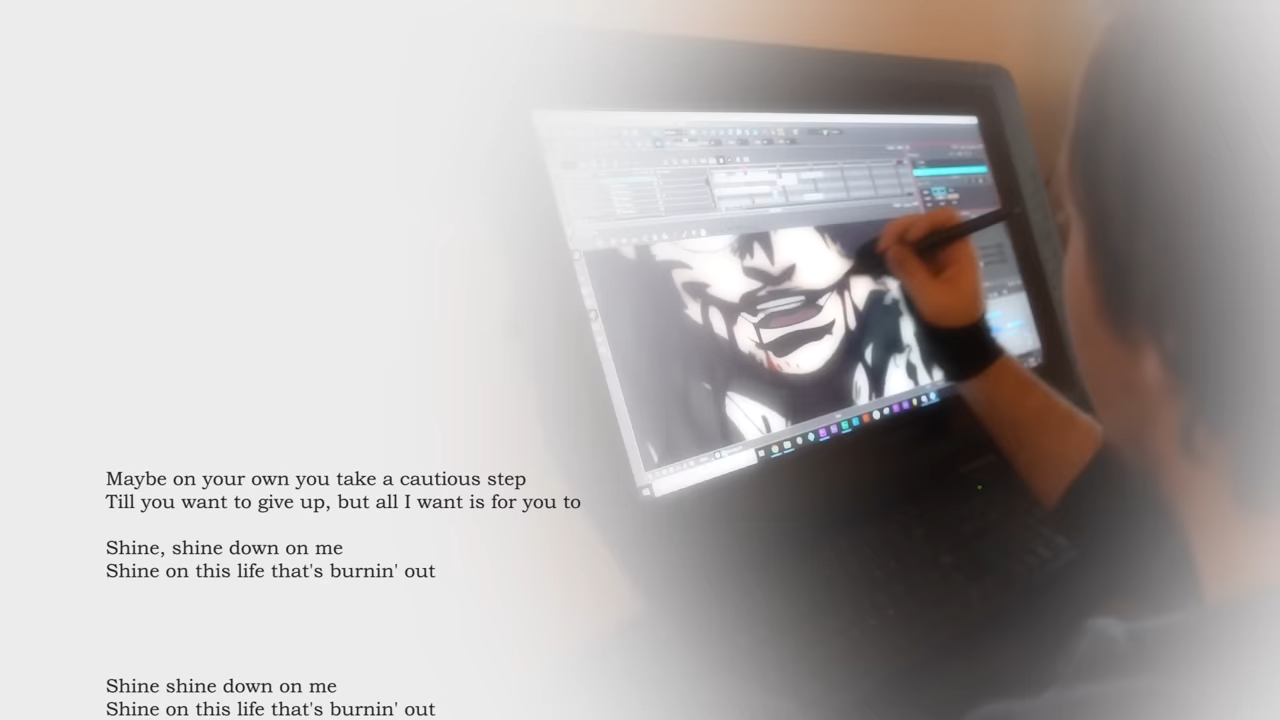 Maybe on your own you take a cautious step
Till you want to give up, but all I want is for you to
Shine, shine down on me
Shine on this life that's burnin' out
Shine shine down on me
Shine on this life that's burnin' out